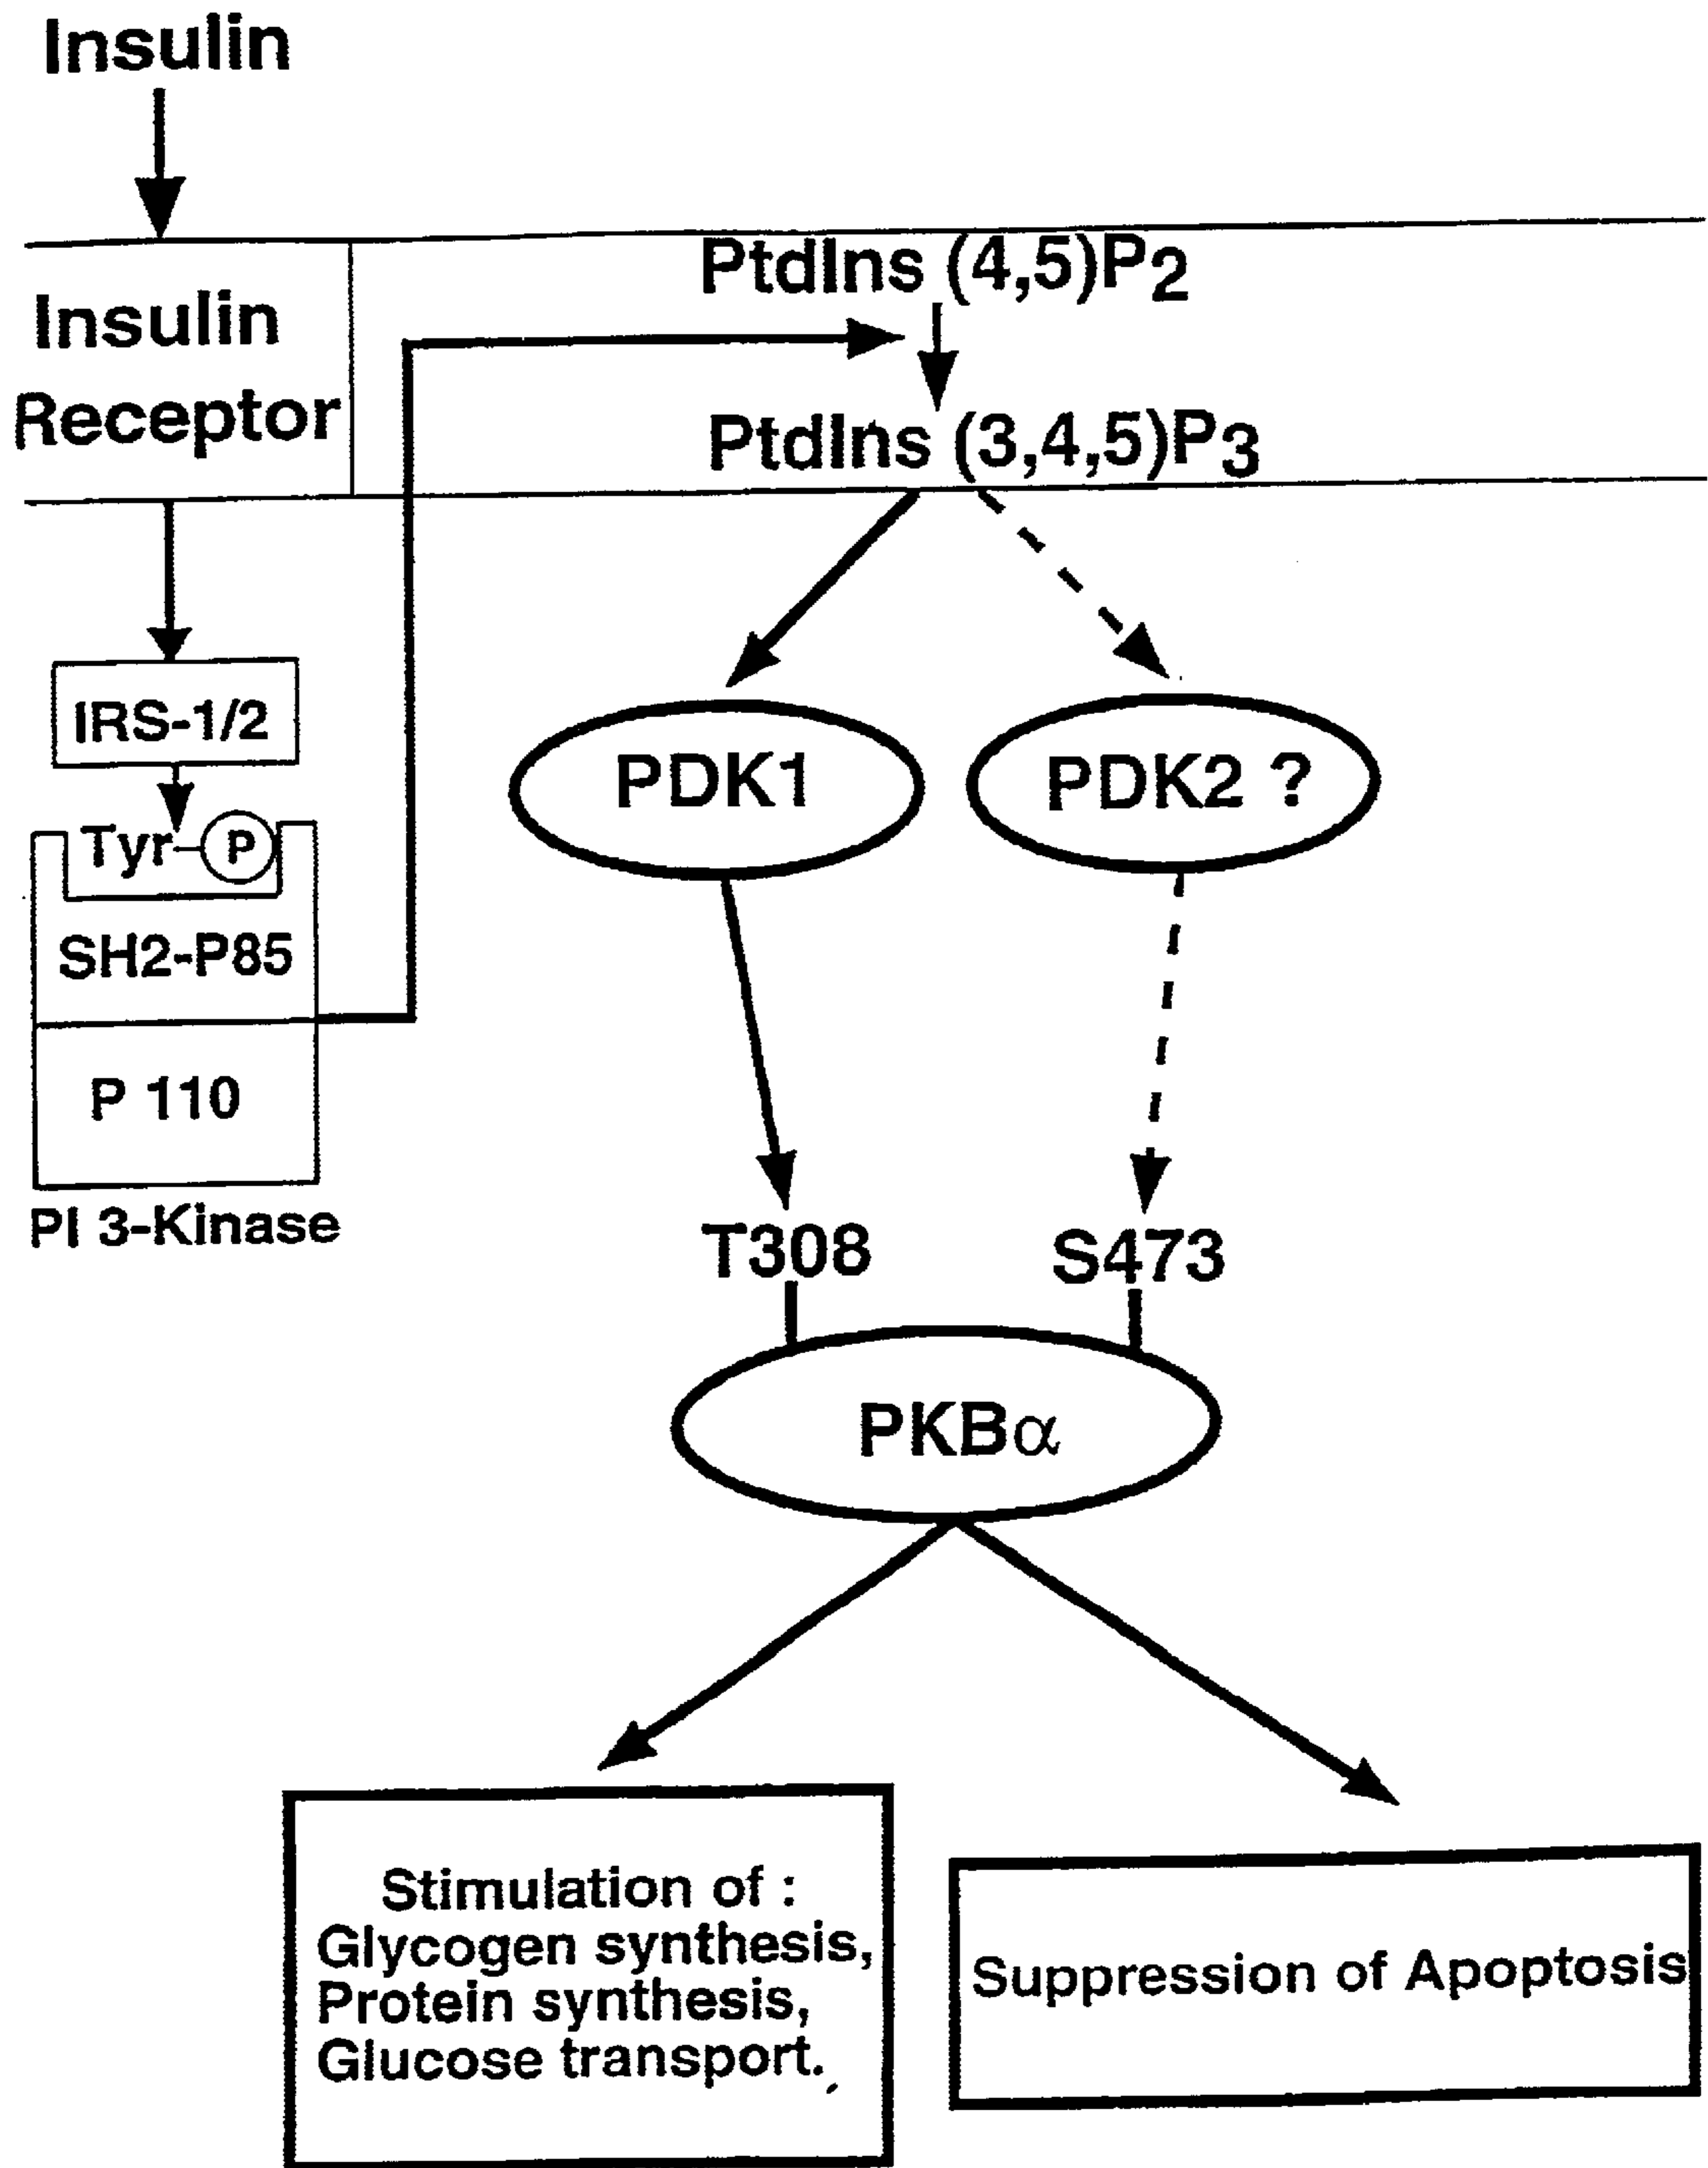 Insulin
Insulin
Receptor
PtdIns (4,5)P2
PtdIns (3,4,5)P3
IRS-1/2
Tyr P
SH2-P85
P 110
PI 3-Kinase
PDK1
PDK2 ?
T308
S473
PKBα
Stimulation of :
Glycogen synthesis,
Protein synthesis,
Glucose transport.
Suppression of Apoptosis